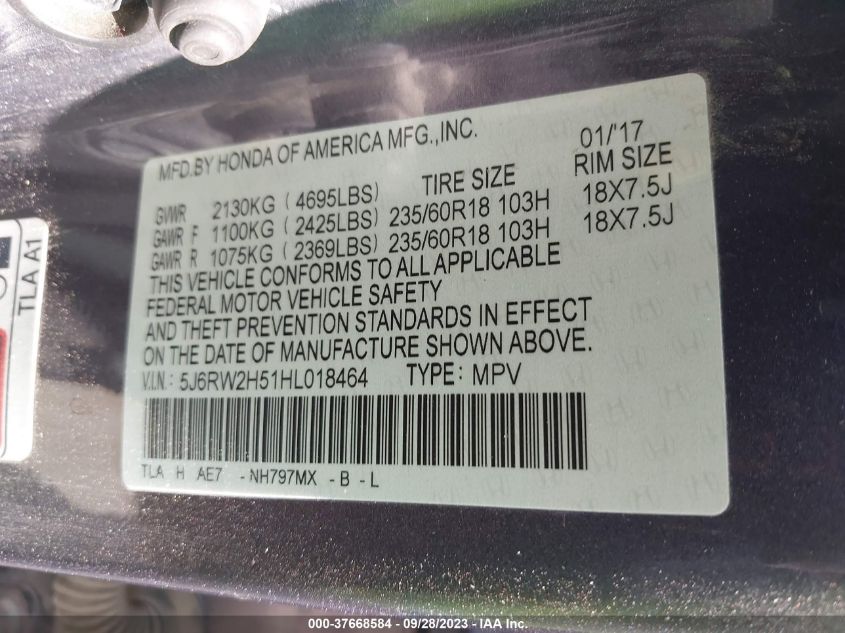 MFD.BY HONDA OF AMERICA MFG.,INC. 01/'17
TIRE SIZE RIM SIZE
GVWR 2130KG ( 4695LBS)
GAWR F 1100KG ( 2425LBS) 235/60R18 103H 18X7.5J
GAWR R 1075KG ( 2369LBS) 235/60R18 103H 18X7.5J
THIS VEHICLE CONFORMS TO ALL APPLICABLE
FEDERAL MOTOR VEHICLE SAFETY
AND THEFT PREVENTION STANDARDS IN EFFECT
ON THE DATE OF MANUFACTURE SHOWN ABOVE.
V.I.N.: 5J6RW2H51HL018464 TYPE: MPV
TLA H AE7 - NH797MX - B - L
TLA A1
000-37668584 / 09/28/2023 / IAA Inc.